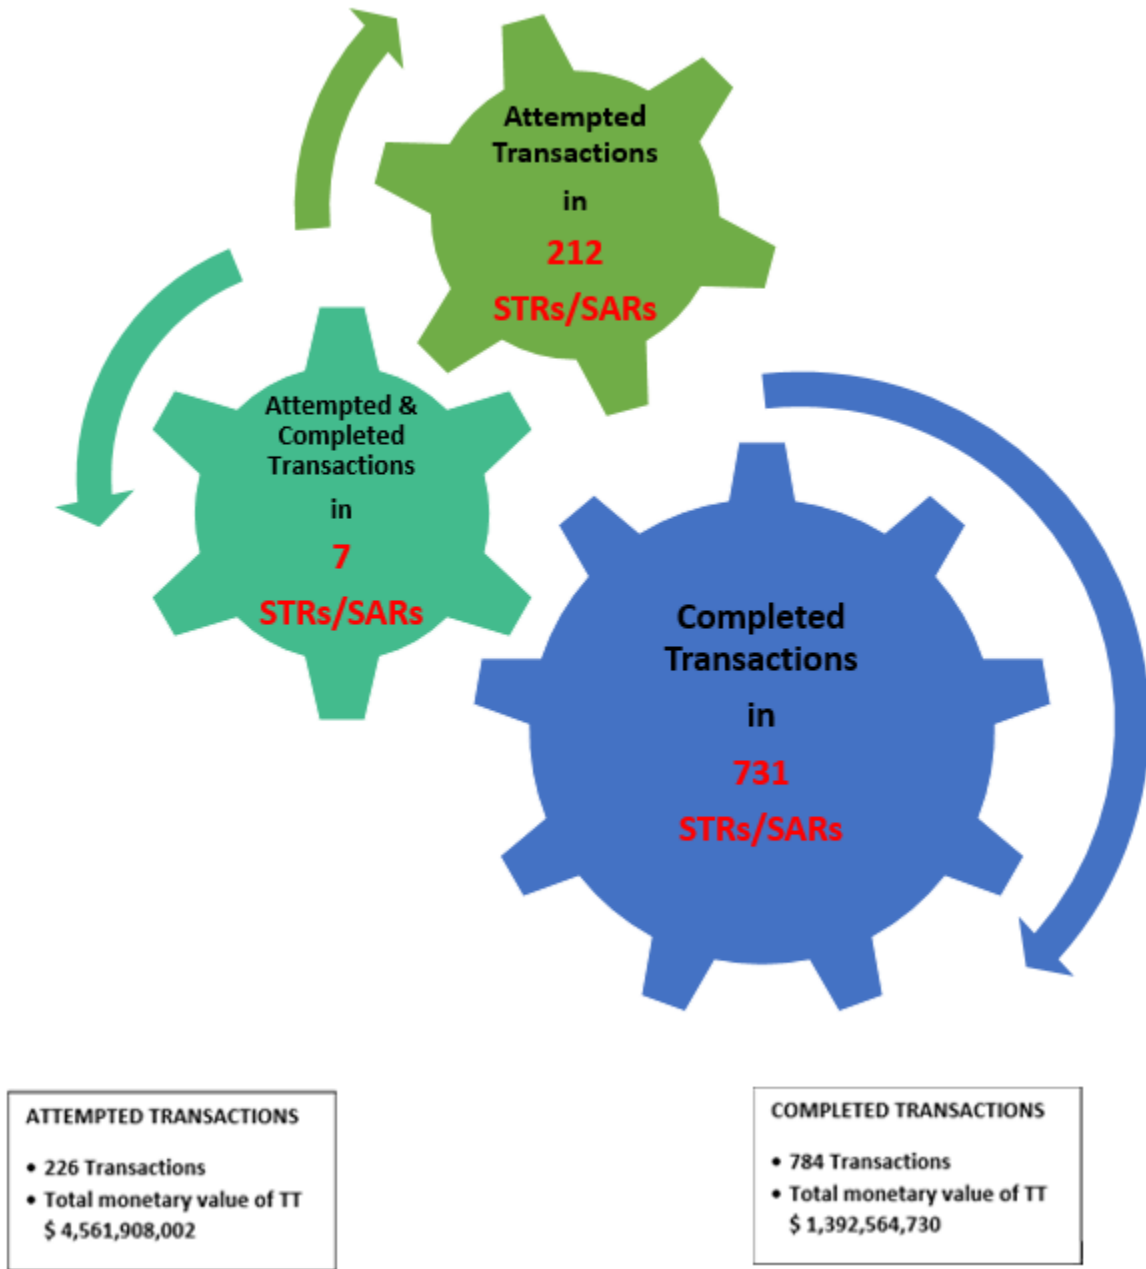 Attempted
Transactions
in
212
STRs/SARs
Attempted &
Completed
Transactions
in
7
STRs/SARs
Completed
Transactions
in
731
STRs/SARs
ATTEMPTED TRANSACTIONS
• 226 Transactions
• Total monetary value of TT
$ 4,561,908,002
COMPLETED TRANSACTIONS
• 784 Transactions
• Total monetary value of TT
$ 1,392,564,730